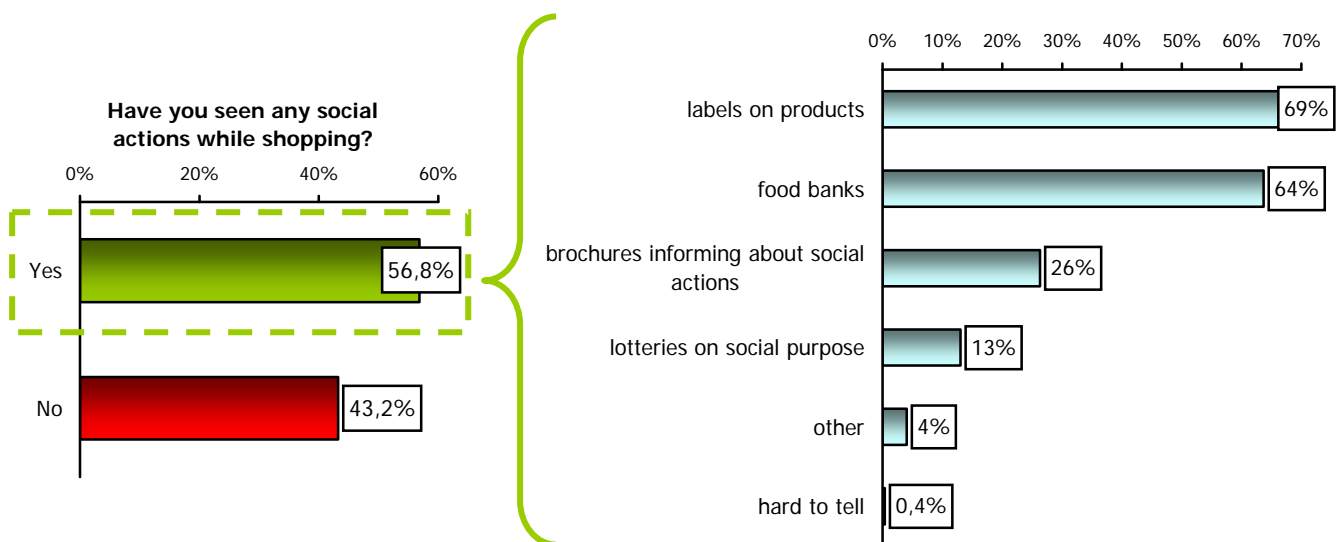 Have you seen any social
actions while shopping?
0% 20% 40% 60%
Yes
56,8%
No
43,2%
0% 10% 20% 30% 40% 50% 60% 70%
labels on products
69%
food banks
64%
brochures informing about social
actions
26%
lotteries on social purpose
13%
other
4%
hard to tell
0,4%